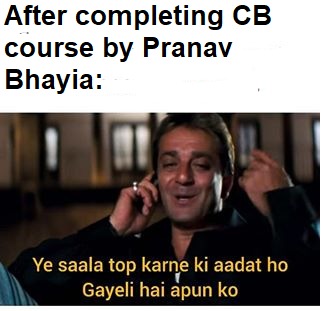 After completing CB
course by Pranav
Bhayia:
Ye saala top karne ki aadat ho
Gayeli hai apun ko